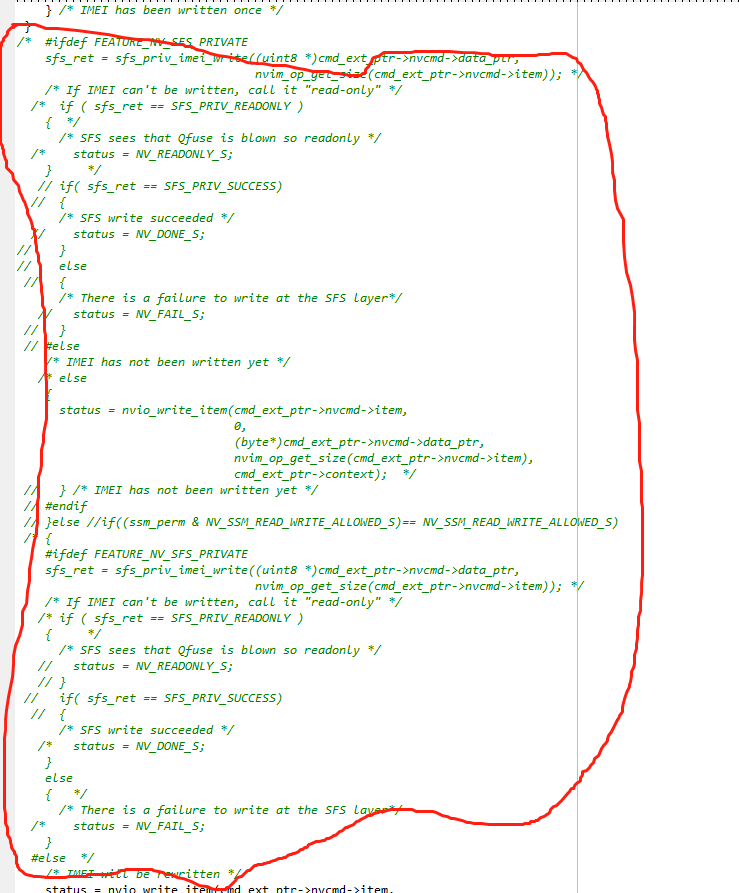 } /* IMEI has been written once */
}
/* #ifdef FEATURE_NV_SFS_PRIVATE
sfs_ret = sfs_priv_imei_write((uint8 *)cmd_ext_ptr->nvcmd->data_ptr,
nvim_op_get_size(cmd_ext_ptr->nvcmd->item)); */
/* If IMEI can't be written, call it "read-only" */
/* if ( sfs_ret == SFS_PRIV_READONLY )
{ */
/* SFS sees that Qfuse is blown so readonly */
/* status = NV_READONLY_S;
} */
// if( sfs_ret == SFS_PRIV_SUCCESS)
// {
/* SFS write succeeded */
// status = NV_DONE_S;
// }
// else
// {
/* There is a failure to write at the SFS layer*/
// status = NV_FAIL_S;
// }
// #else
/* IMEI has not been written yet */
/* else
{
status = nvio_write_item(cmd_ext_ptr->nvcmd->item,
0,
(byte*)cmd_ext_ptr->nvcmd->data_ptr,
nvim_op_get_size(cmd_ext_ptr->nvcmd->item),
cmd_ext_ptr->context); */
// } /* IMEI has not been written yet */
// #endif
// }else //if((ssm_perm & NV_SSM_READ_WRITE_ALLOWED_S)== NV_SSM_READ_WRITE_ALLOWED_S)
/* {
#ifdef FEATURE_NV_SFS_PRIVATE
sfs_ret = sfs_priv_imei_write((uint8 *)cmd_ext_ptr->nvcmd->data_ptr,
nvim_op_get_size(cmd_ext_ptr->nvcmd->item)); */
/* If IMEI can't be written, call it "read-only" */
/* if ( sfs_ret == SFS_PRIV_READONLY )
{ */
/* SFS sees that Qfuse is blown so readonly */
// status = NV_READONLY_S;
// }
// if( sfs_ret == SFS_PRIV_SUCCESS)
// {
/* SFS write succeeded */
/* status = NV_DONE_S;
}
else
{ */
/* There is a failure to write at the SFS layer*/
/* status = NV_FAIL_S;
}
#else */
/* IMEI will be rewritten */
status = nvio_write_item(cmd_ext_ptr->nvcmd->item,